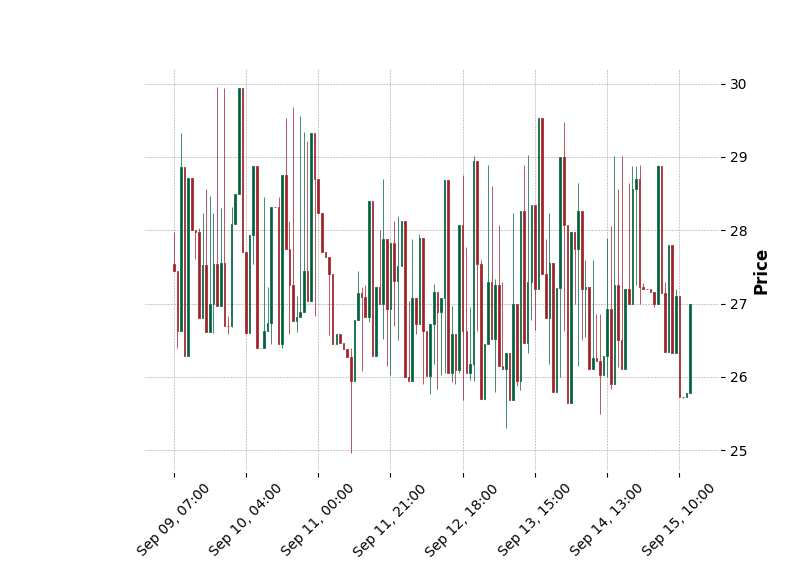 30
29
28
27
26
25
Price
Sep 09, 07:00
Sep 10, 04:00
Sep 11, 00:00
Sep 11, 21:00
Sep 12, 18:00
Sep 13, 15:00
Sep 14, 13:00
Sep 15, 10:00